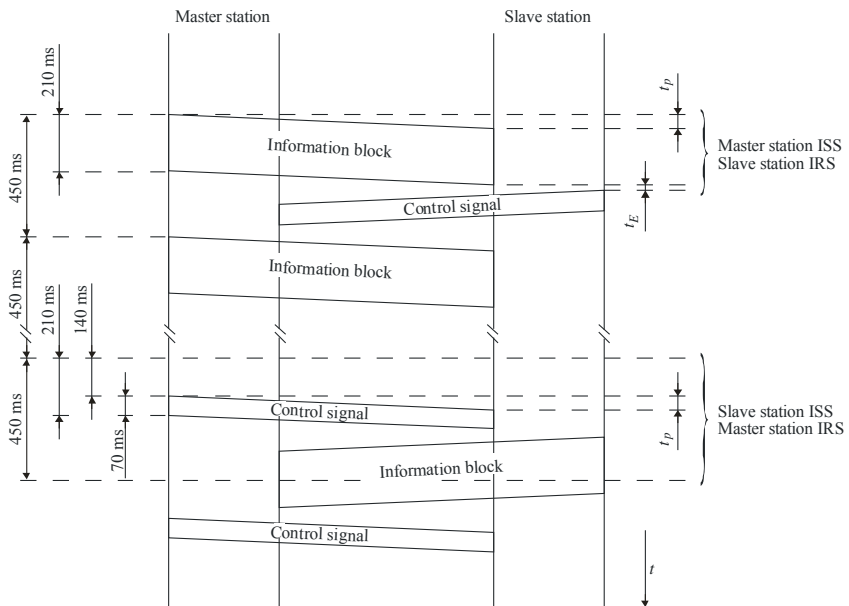 Master station
Slave station
210 ms
t_p
Information block
Master station ISS
Slave station IRS
450 ms
Control signal
t_E
Information block
450 ms
210 ms
140 ms
Control signal
450 ms
70 ms
t_p
Slave station ISS
Master station IRS
Information block
Control signal
t